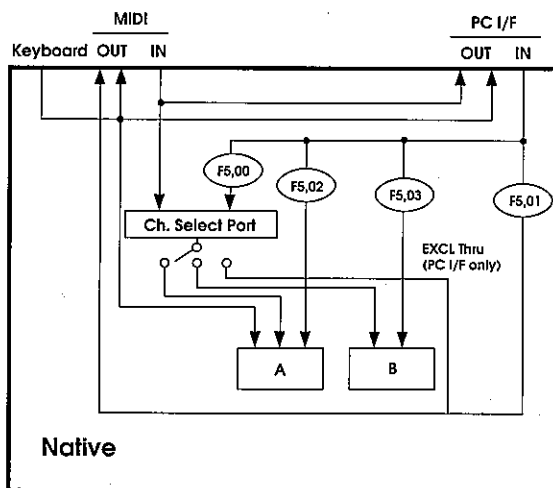 MIDI PC I/F
Keyboard OUT IN OUT IN
F5,00
F5,02
F5,03
F5,01
Ch. Select Port
EXCL Thru
(PC I/F only)
A B
Native